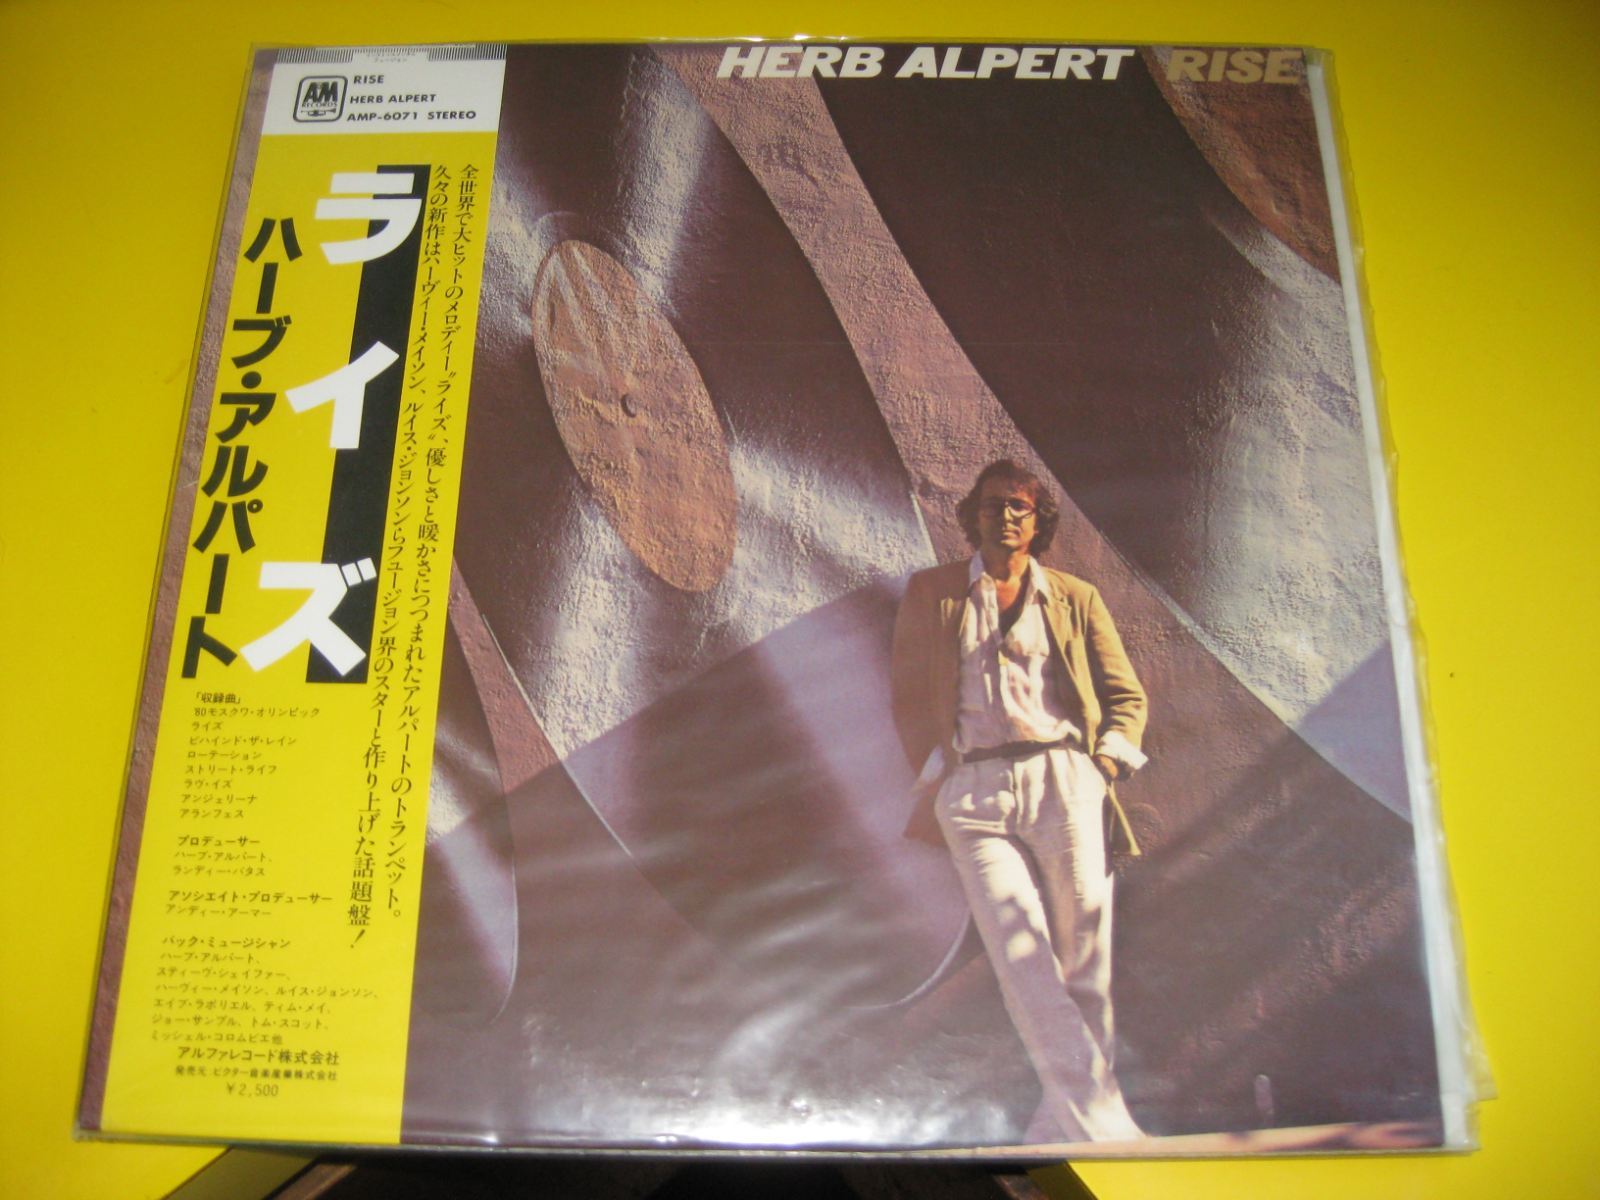 HERB ALPERT RISE
A&M
RECORDS
RISE
HERB ALPERT
AMP-6071 STEREO
ライズ
ハーブ・アルパート
全世界で大ヒットのメロディー〝ライズ〟、優しさと暖かさにつつまれたアルパートのトランペット。
久々の新作はハーヴィー・メイソン、ルイス・ジョンソンらフュージョン界のスターと作り上げた話題盤!
「収録曲」
'80モスクワ・オリンピック
ライズ
ビハインド・ザ・レイン
ローテーション
ストリート・ライフ
ラヴ・イズ
アンジェリーナ
アランフェス
プロデューサー
ハーブ・アルパート、
ランディー・バダス
アソシエイト・プロデューサー
アンディー・アーマー
バック・ミュージシャン
ハーブ・アルパート、
スティーヴ・シェイファー、
ハーヴィー・メイソン、ルイス・ジョンソン、
エイブ・ラボリエル、ティム・メイ、
ジョー・サンプル、トム・スコット、
ミッシェル・コロムビエ他
アルファレコード株式会社
発売元:ビクター音楽産業株式会社
¥2,500